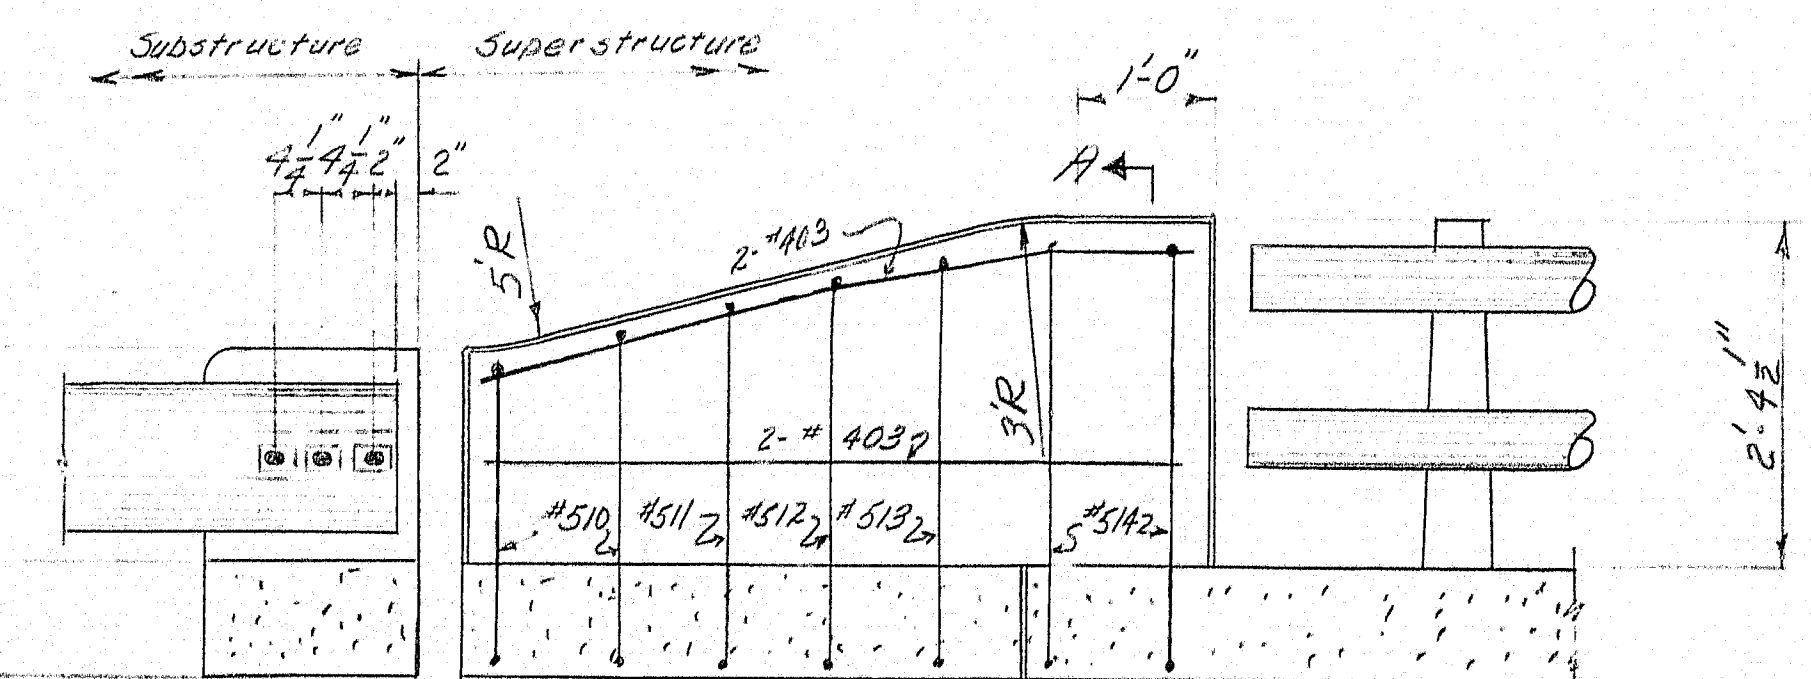 Substructure
Superstructure
1'-0"
4 1/4" 4 1/4" 2" 2"
A
5'R
2-#403
3'R
2-# 403
2'-4 1/2"
#510 #511 #512 #513 #514